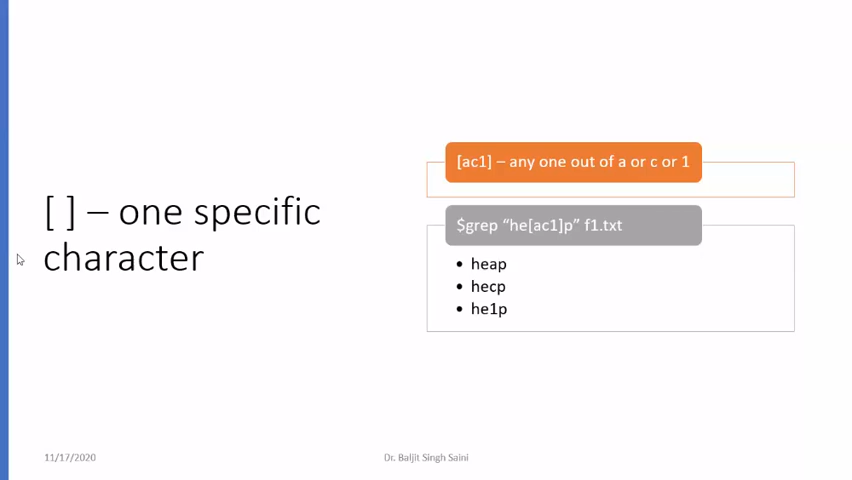 [ ] – one specific
character
[ac1] – any one out of a or c or 1
$grep “he[ac1]p” f1.txt
• heap
• hecp
• he1p
11/17/2020
Dr. Baljit Singh Saini